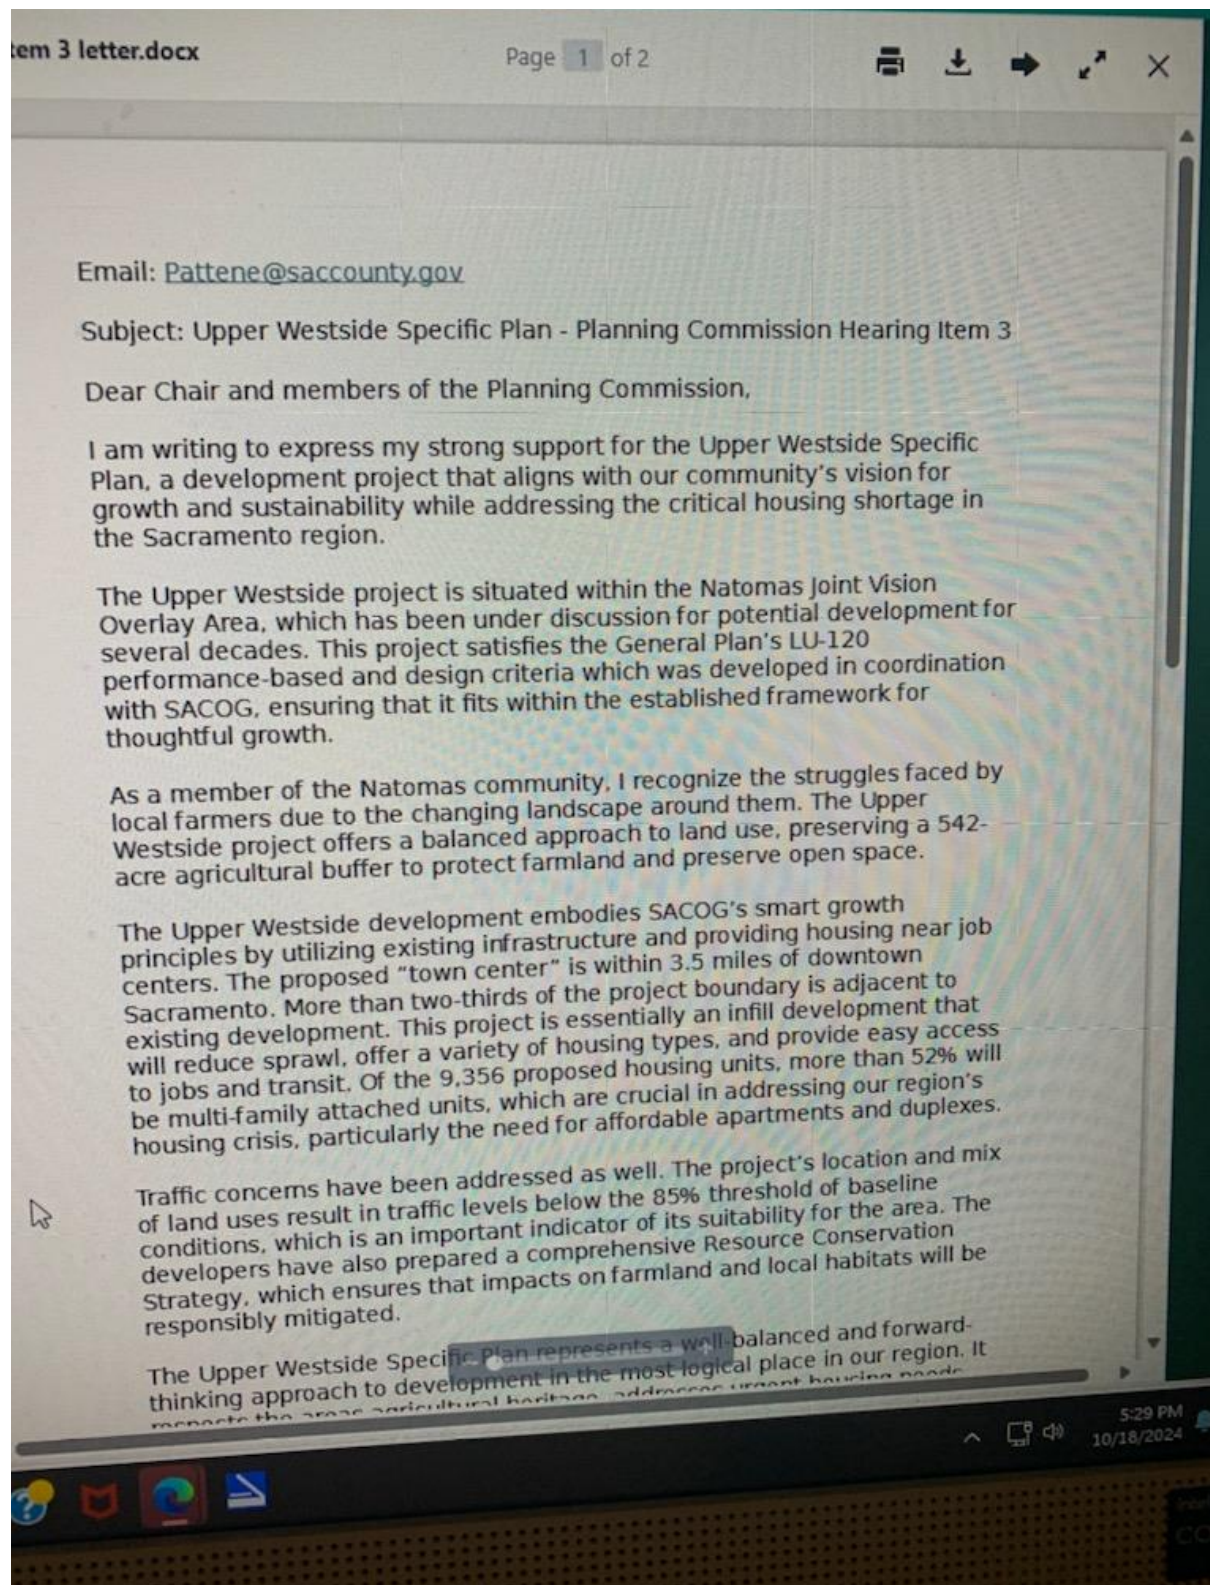 em 3 letter.docx
Page 1 of 2
Email: Pattene@saccounty.gov
Subject: Upper Westside Specific Plan - Planning Commission Hearing Item 3
Dear Chair and members of the Planning Commission,
I am writing to express my strong support for the Upper Westside Specific
Plan, a development project that aligns with our community's vision for
growth and sustainability while addressing the critical housing shortage in
the Sacramento region.
The Upper Westside project is situated within the Natomas Joint Vision
Overlay Area, which has been under discussion for potential development for
several decades. This project satisfies the General Plan's LU-120
performance-based and design criteria which was developed in coordination
with SACOG, ensuring that it fits within the established framework for
thoughtful growth.
As a member of the Natomas community, I recognize the struggles faced by
local farmers due to the changing landscape around them. The Upper
Westside project offers a balanced approach to land use, preserving a 542-
acre agricultural buffer to protect farmland and preserve open space.
The Upper Westside development embodies SACOG's smart growth
principles by utilizing existing infrastructure and providing housing near job
centers. The proposed "town center" is within 3.5 miles of downtown
Sacramento. More than two-thirds of the project boundary is adjacent to
existing development. This project is essentially an infill development that
will reduce sprawl, offer a variety of housing types, and provide easy access
to jobs and transit. Of the 9,356 proposed housing units, more than 52% will
be multi-family attached units, which are crucial in addressing our region's
housing crisis, particularly the need for affordable apartments and duplexes.
Traffic concerns have been addressed as well. The project's location and mix
of land uses result in traffic levels below the 85% threshold of baseline
conditions, which is an important indicator of its suitability for the area. The
developers have also prepared a comprehensive Resource Conservation
Strategy, which ensures that impacts on farmland and local habitats will be
responsibly mitigated.
The Upper Westside Specific Plan represents a well-balanced and forward-
thinking approach to development in the most logical place in our region. It
respects the areas agricultural heritage, addresses urgent housing needs
5:29 PM
10/18/2024